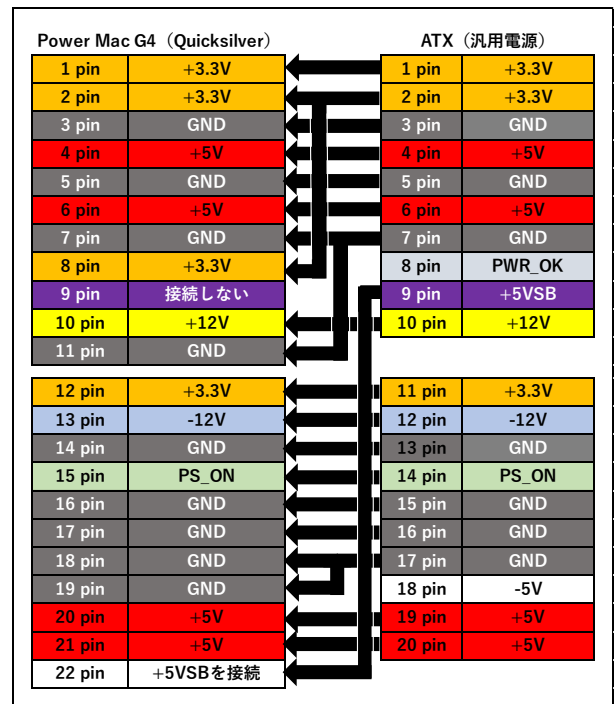 Power Mac G4（Quicksilver） ATX（汎用電源）
1 pin +3.3V 1 pin +3.3V
2 pin +3.3V 2 pin +3.3V
3 pin GND 3 pin GND
4 pin +5V 4 pin +5V
5 pin GND 5 pin GND
6 pin +5V 6 pin +5V
7 pin GND 7 pin GND
8 pin +3.3V 8 pin PWR_OK
9 pin 接続しない 9 pin +5VSB
10 pin +12V 10 pin +12V
11 pin GND
12 pin +3.3V 11 pin +3.3V
13 pin -12V 12 pin -12V
14 pin GND 13 pin GND
15 pin PS_ON 14 pin PS_ON
16 pin GND 15 pin GND
17 pin GND 16 pin GND
18 pin GND 17 pin GND
19 pin GND 18 pin -5V
20 pin +5V 19 pin +5V
21 pin +5V 20 pin +5V
22 pin +5VSBを接続